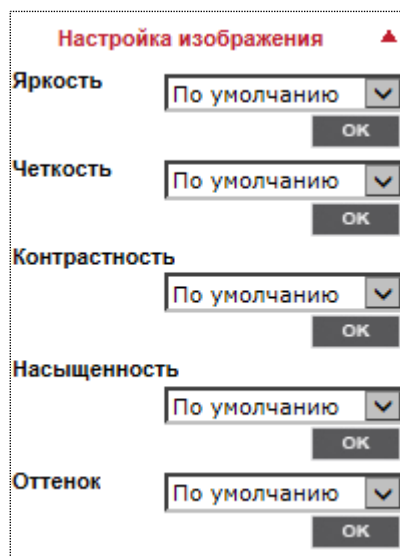 Настройка изображения
Яркость
По умолчанию
OK
Четкость
По умолчанию
OK
Контрастность
По умолчанию
OK
Насыщенность
По умолчанию
OK
Оттенок
По умолчанию
OK